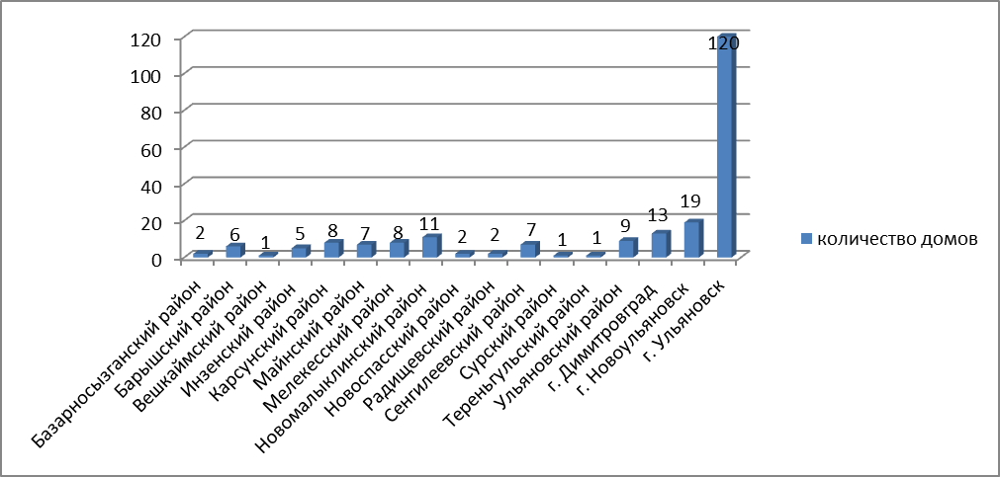 120
100
80
60
40
20
0
2
6
1
5
8
7
8
11
2
2
7
1
1
9
13
19
120
Базарносызганский район
Барышский район
Вешкаймский район
Инзенский район
Карсунский район
Майнский район
Мелекесский район
Новомалыклинский район
Новоспасский район
Радищевский район
Сенгилеевский район
Сурский район
Тереньгульский район
Ульяновский район
г. Димитровград
г. Новоульяновск
г. Ульяновск
количество домов